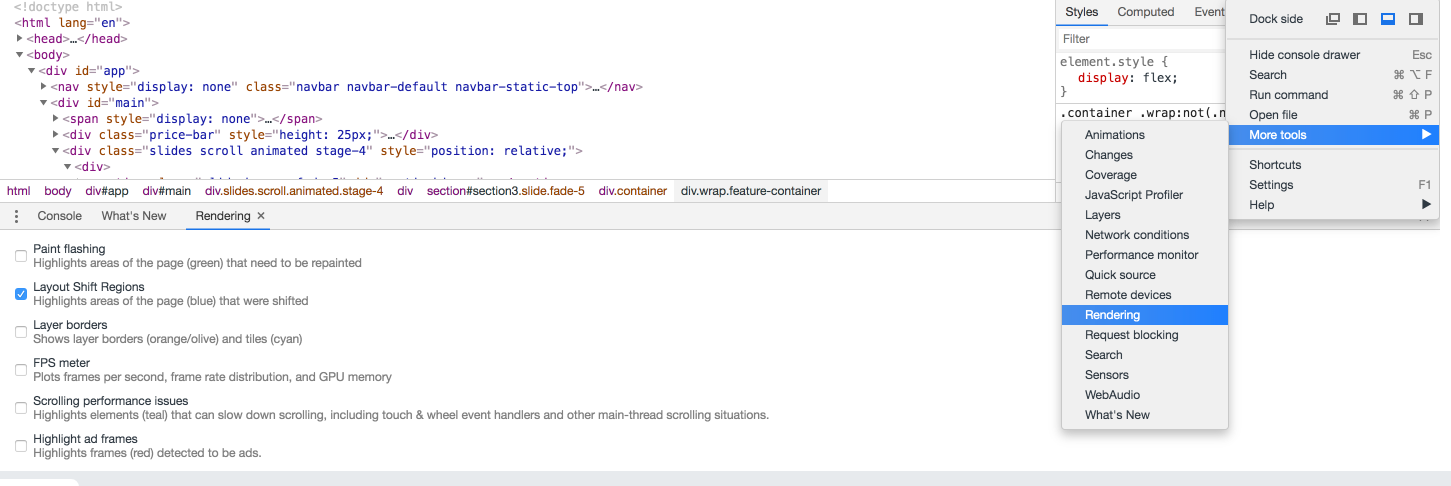 <!doctype html>
<html lang="en">
<head>…</head>
<body>
<div id="app">
<nav style="display: none" class="navbar navbar-default navbar-static-top">…</nav>
<div id="main">
<span style="display: none">…</span>
<div class="price-bar" style="height: 25px;">…</div>
<div class="slides scroll animated stage-4" style="position: relative;">
<div>
html body div#app div#main div.slides.scroll.animated.stage-4 div section#section3.slide.fade-5 div.container div.wrap.feature-container
Styles Computed Event
Filter
element.style {
display: flex;
}
.container .wrap:not(.n
Dock side
Hide console drawer Esc
Search ⌘ ⌥ F
Run command ⌘ ⇧ P
Open file ⌘ P
More tools
Shortcuts
Settings F1
Help
Animations
Changes
Coverage
JavaScript Profiler
Layers
Network conditions
Performance monitor
Quick source
Remote devices
Rendering
Request blocking
Search
Sensors
WebAudio
What's New
Console What's New Rendering ×
Paint flashing
Highlights areas of the page (green) that need to be repainted
Layout Shift Regions
Highlights areas of the page (blue) that were shifted
Layer borders
Shows layer borders (orange/olive) and tiles (cyan)
FPS meter
Plots frames per second, frame rate distribution, and GPU memory
Scrolling performance issues
Highlights elements (teal) that can slow down scrolling, including touch & wheel event handlers and other main-thread scrolling situations.
Highlight ad frames
Highlights frames (red) detected to be ads.